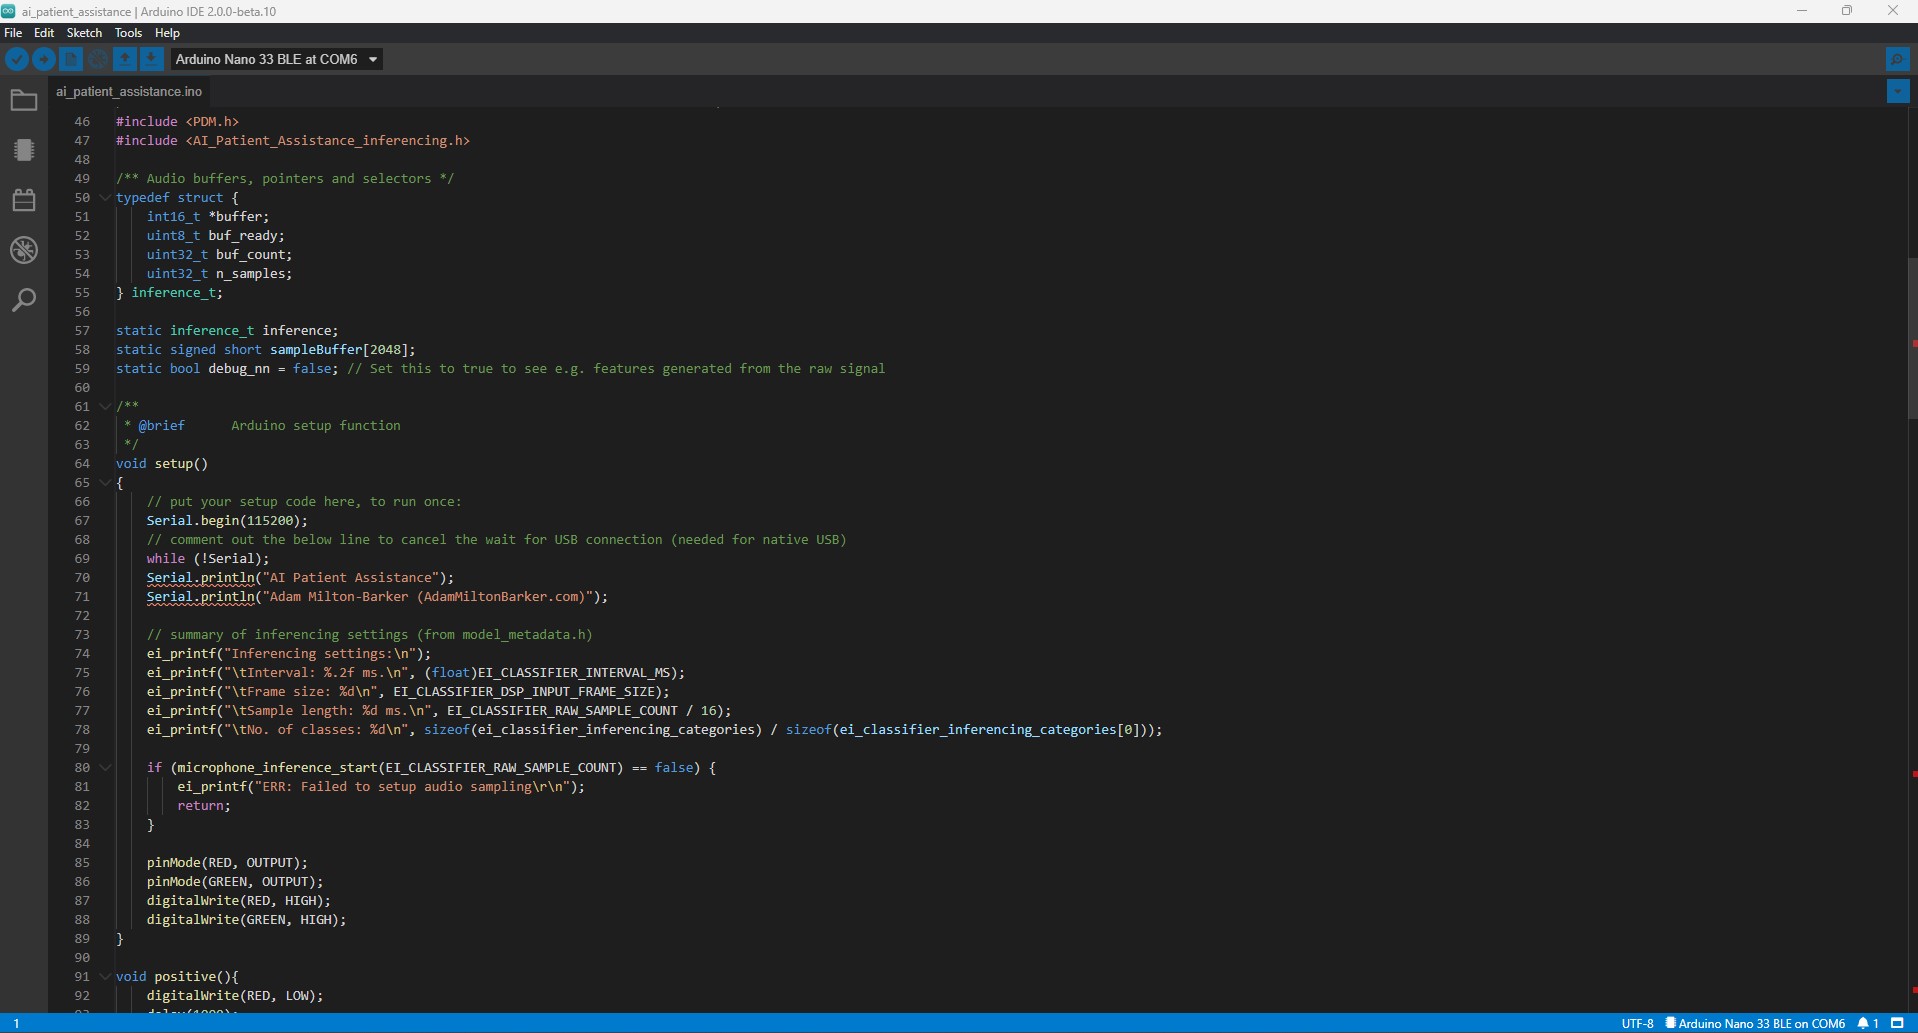 ai_patient_assistance | Arduino IDE 2.0.0-beta.10
File Edit Sketch Tools Help
Arduino Nano 33 BLE at COM6
ai_patient_assistance.ino
46 #include <PDM.h>
47 #include <AI_Patient_Assistance_inferencing.h>
48
49 /** Audio buffers, pointers and selectors */
50 typedef struct {
51     int16_t *buffer;
52     uint8_t buf_ready;
53     uint32_t buf_count;
54     uint32_t n_samples;
55 } inference_t;
56
57 static inference_t inference;
58 static signed short sampleBuffer[2048];
59 static bool debug_nn = false; // Set this to true to see e.g. features generated from the raw signal
60
61 /**
62  * @brief      Arduino setup function
63  */
64 void setup()
65 {
66     // put your setup code here, to run once:
67     Serial.begin(115200);
68     // comment out the below line to cancel the wait for USB connection (needed for native USB)
69     while (!Serial);
70     Serial.println("AI Patient Assistance");
71     Serial.println("Adam Milton-Barker (AdamMiltonBarker.com)");
72
73     // summary of inferencing settings (from model_metadata.h)
74     ei_printf("Inferencing settings:\n");
75     ei_printf("\tInterval: %.2f ms.\n", (float)EI_CLASSIFIER_INTERVAL_MS);
76     ei_printf("\tFrame size: %d\n", EI_CLASSIFIER_DSP_INPUT_FRAME_SIZE);
77     ei_printf("\tSample length: %d ms.\n", EI_CLASSIFIER_RAW_SAMPLE_COUNT / 16);
78     ei_printf("\tNo. of classes: %d\n", sizeof(ei_classifier_inferencing_categories) / sizeof(ei_classifier_inferencing_categories[0]));
79
80     if (microphone_inference_start(EI_CLASSIFIER_RAW_SAMPLE_COUNT) == false) {
81         ei_printf("ERR: Failed to setup audio sampling\r\n");
82         return;
83     }
84
85     pinMode(RED, OUTPUT);
86     pinMode(GREEN, OUTPUT);
87     digitalWrite(RED, HIGH);
88     digitalWrite(GREEN, HIGH);
89 }
90
91 void positive(){
92     digitalWrite(RED, LOW);
1 UTF-8 Arduino Nano 33 BLE on COM6 1